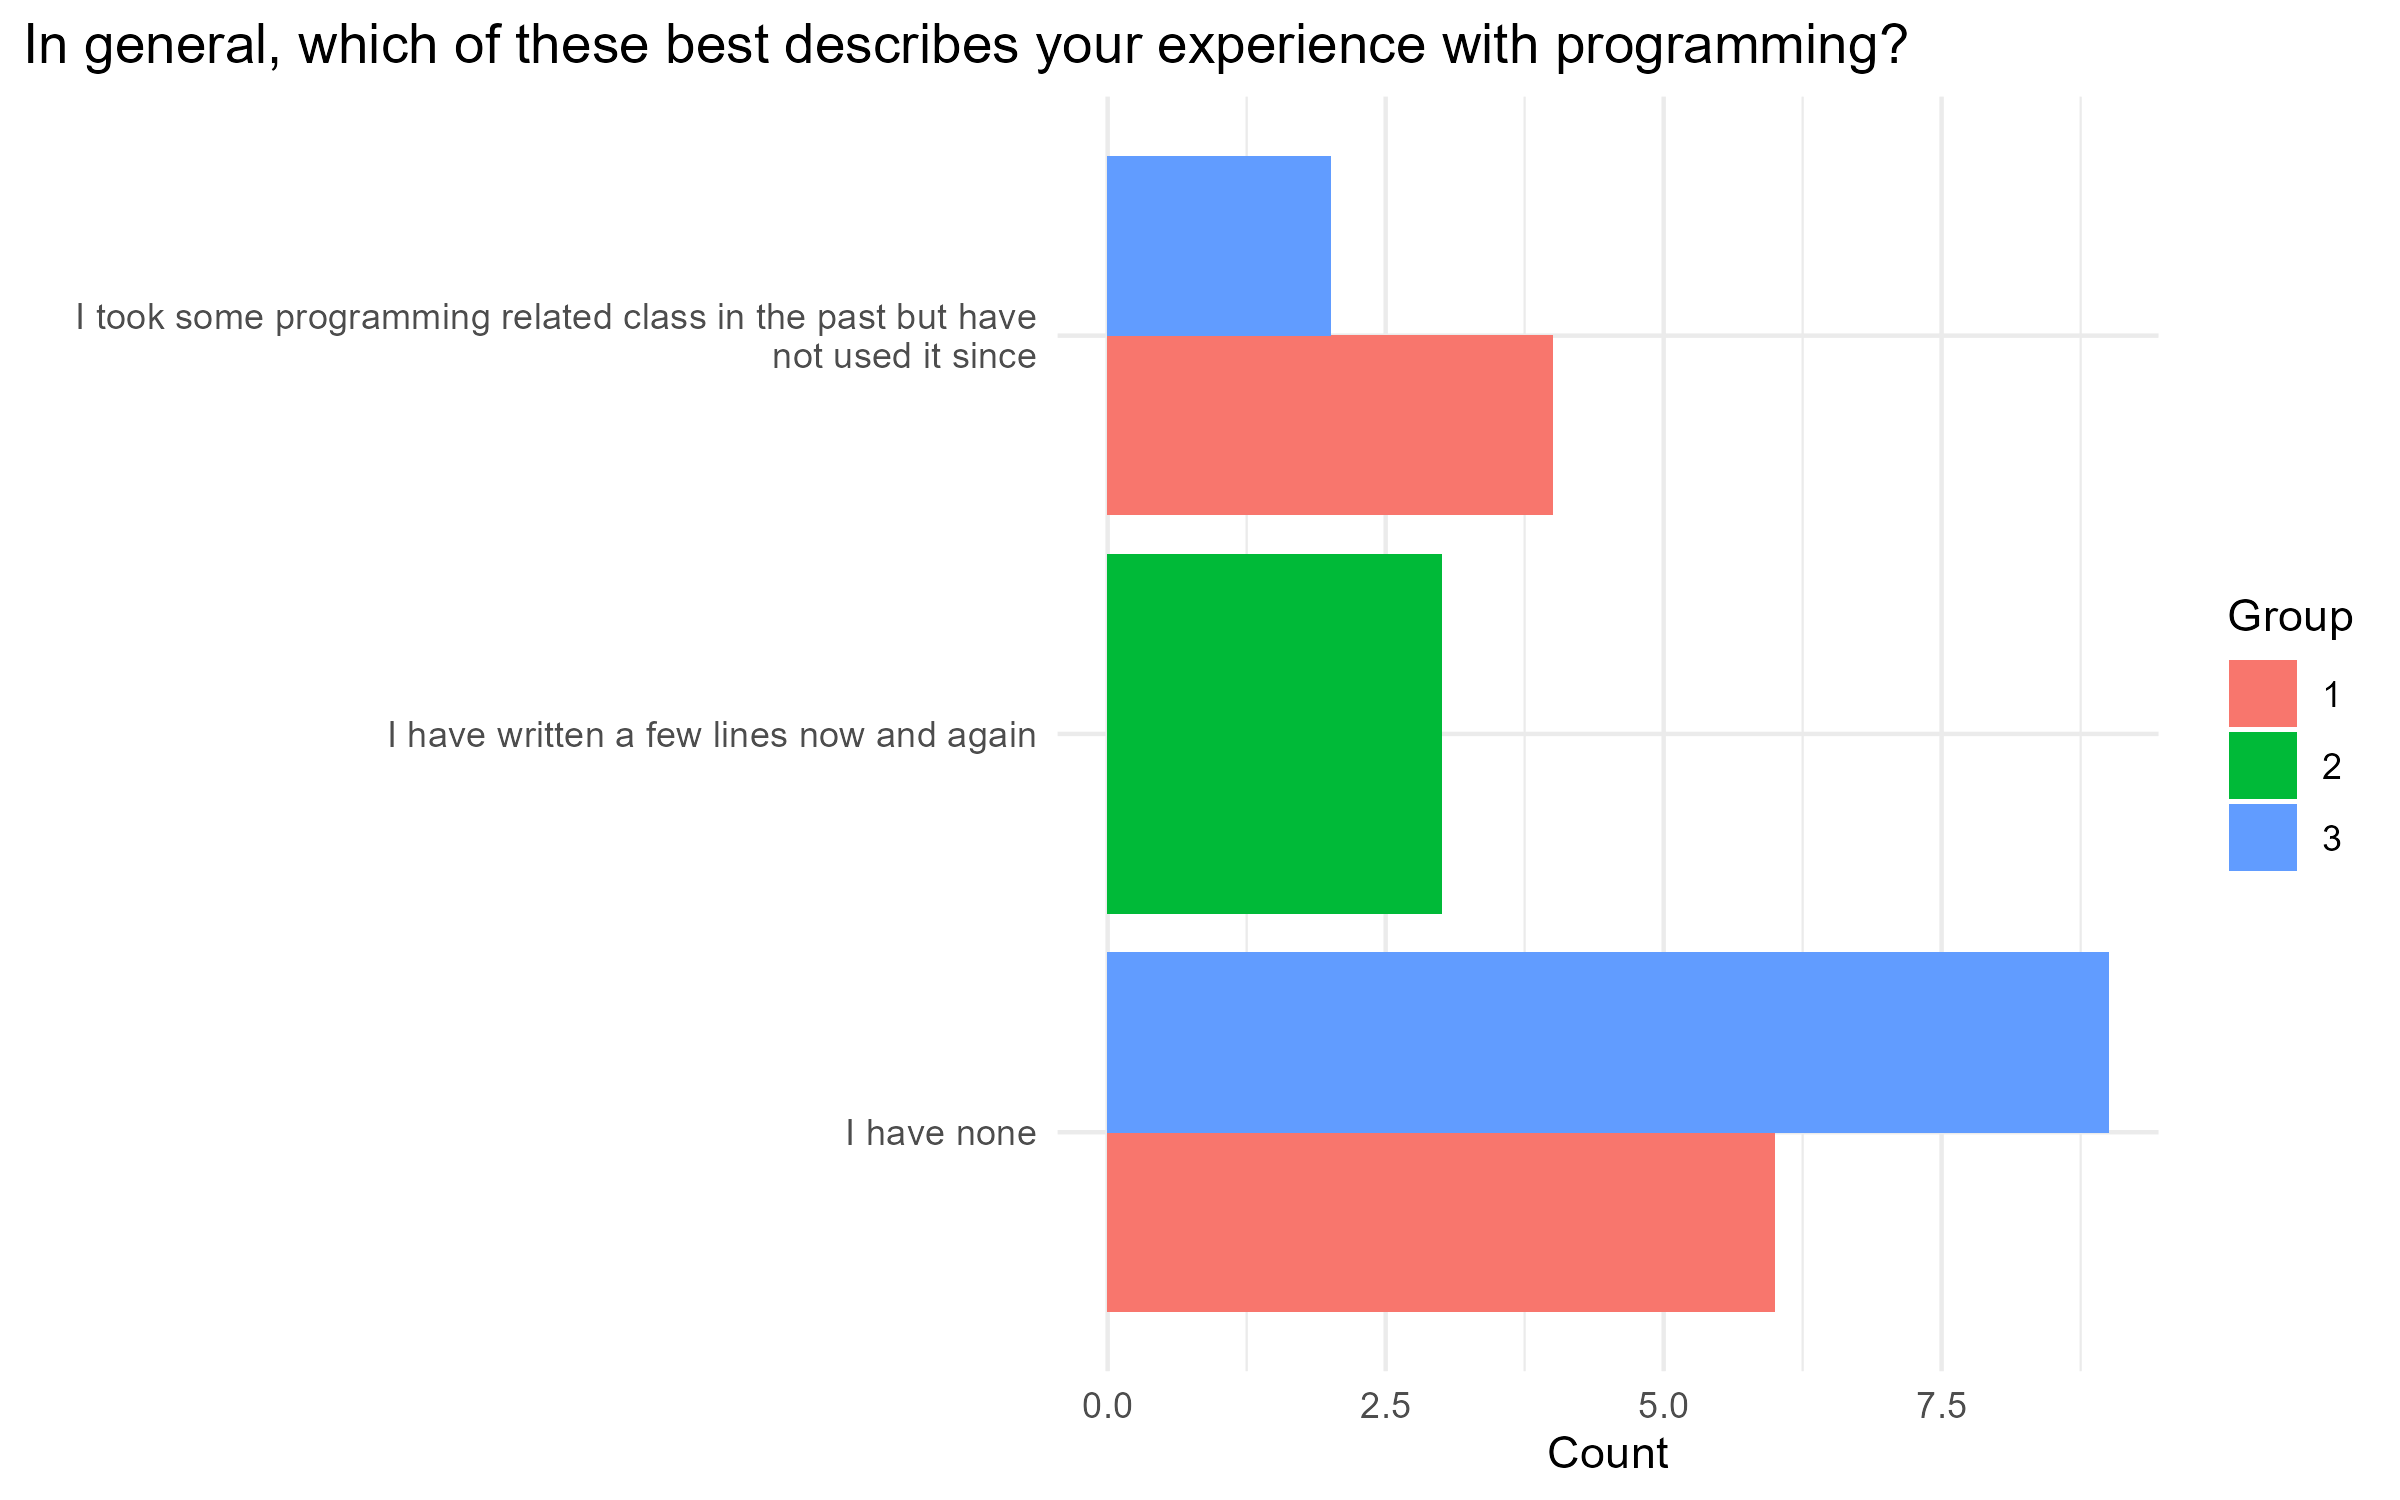 In general, which of these best describes your experience with programming?
I took some programming related class in the past but have
not used it since
I have written a few lines now and again
I have none
0.0 2.5 5.0 7.5
Count
Group
1
2
3